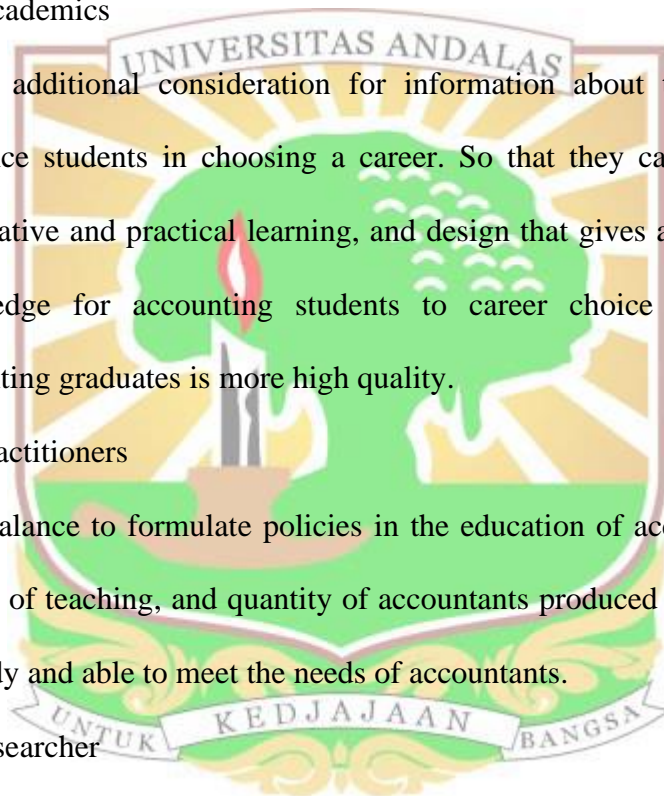 cademics
UNIVERSITAS ANDALAS
additional consideration for information about
ce students in choosing a career. So that they ca
ative and practical learning, and design that gives a
edge for accounting students to career choice
ting graduates is more high quality.
actitioners
alance to formulate policies in the education of acc
of teaching, and quantity of accountants produced
dy and able to meet the needs of accountants.
UNTUK KEDJAJAAN BANGSA
searcher